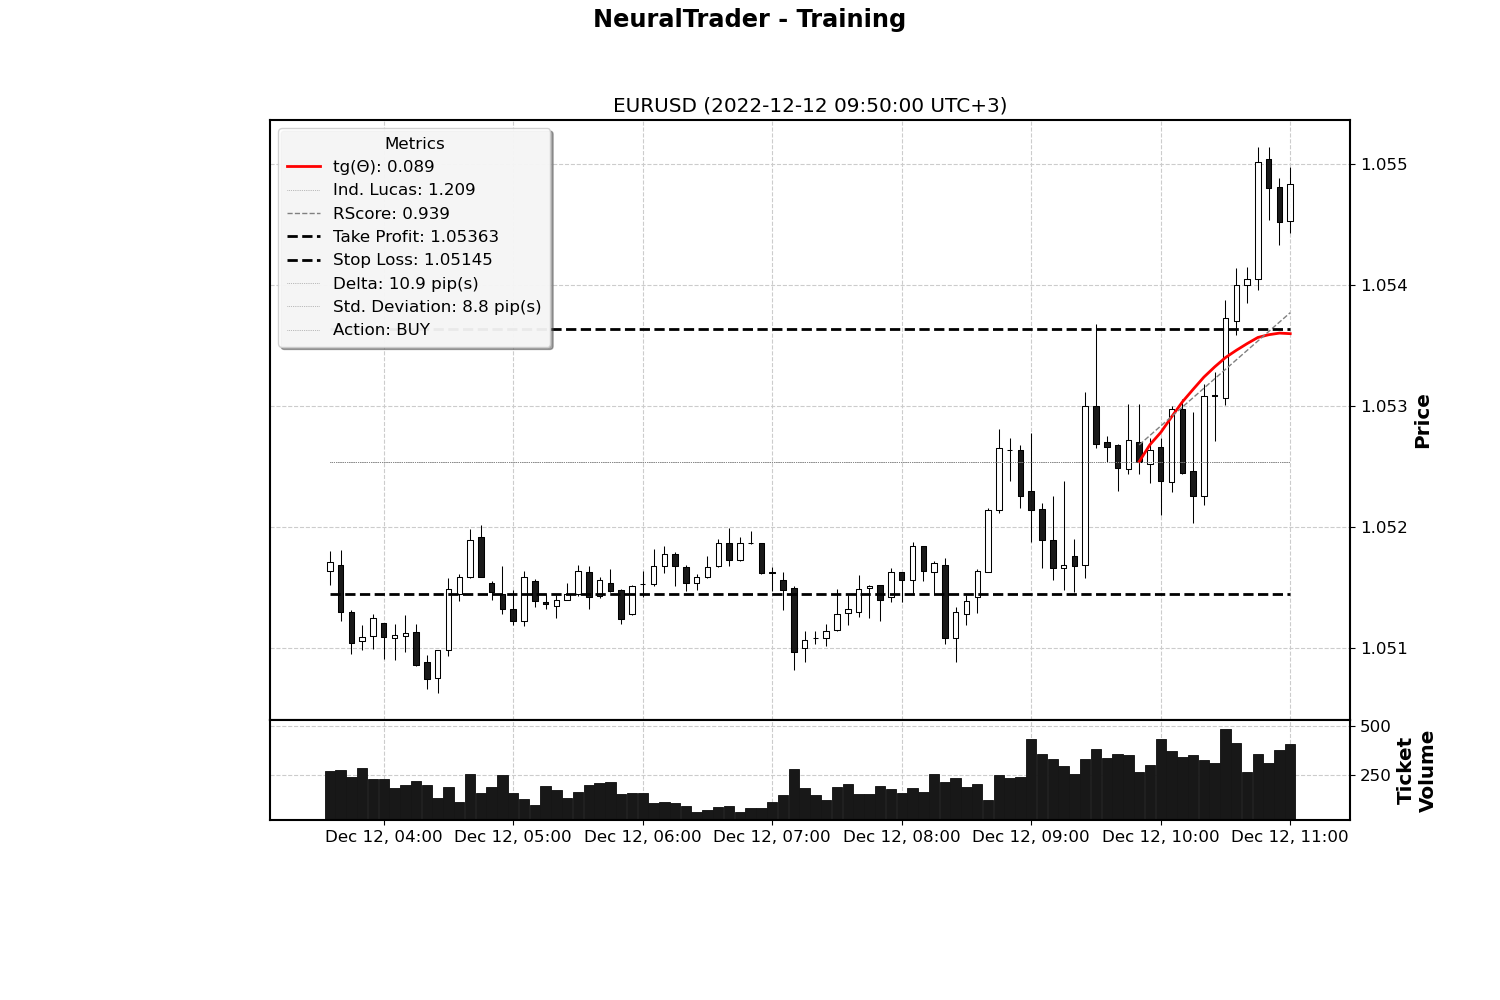 NeuralTrader - Training
EURUSD (2022-12-12 09:50:00 UTC+3)
Metrics
tg(Θ): 0.089
Ind. Lucas: 1.209
RScore: 0.939
Take Profit: 1.05363
Stop Loss: 1.05145
Delta: 10.9 pip(s)
Std. Deviation: 8.8 pip(s)
Action: BUY
1.055
1.054
1.053
1.052
1.051
Price
500
250
Ticket
Volume
Dec 12, 04:00 Dec 12, 05:00 Dec 12, 06:00 Dec 12, 07:00 Dec 12, 08:00 Dec 12, 09:00 Dec 12, 10:00 Dec 12, 11:00